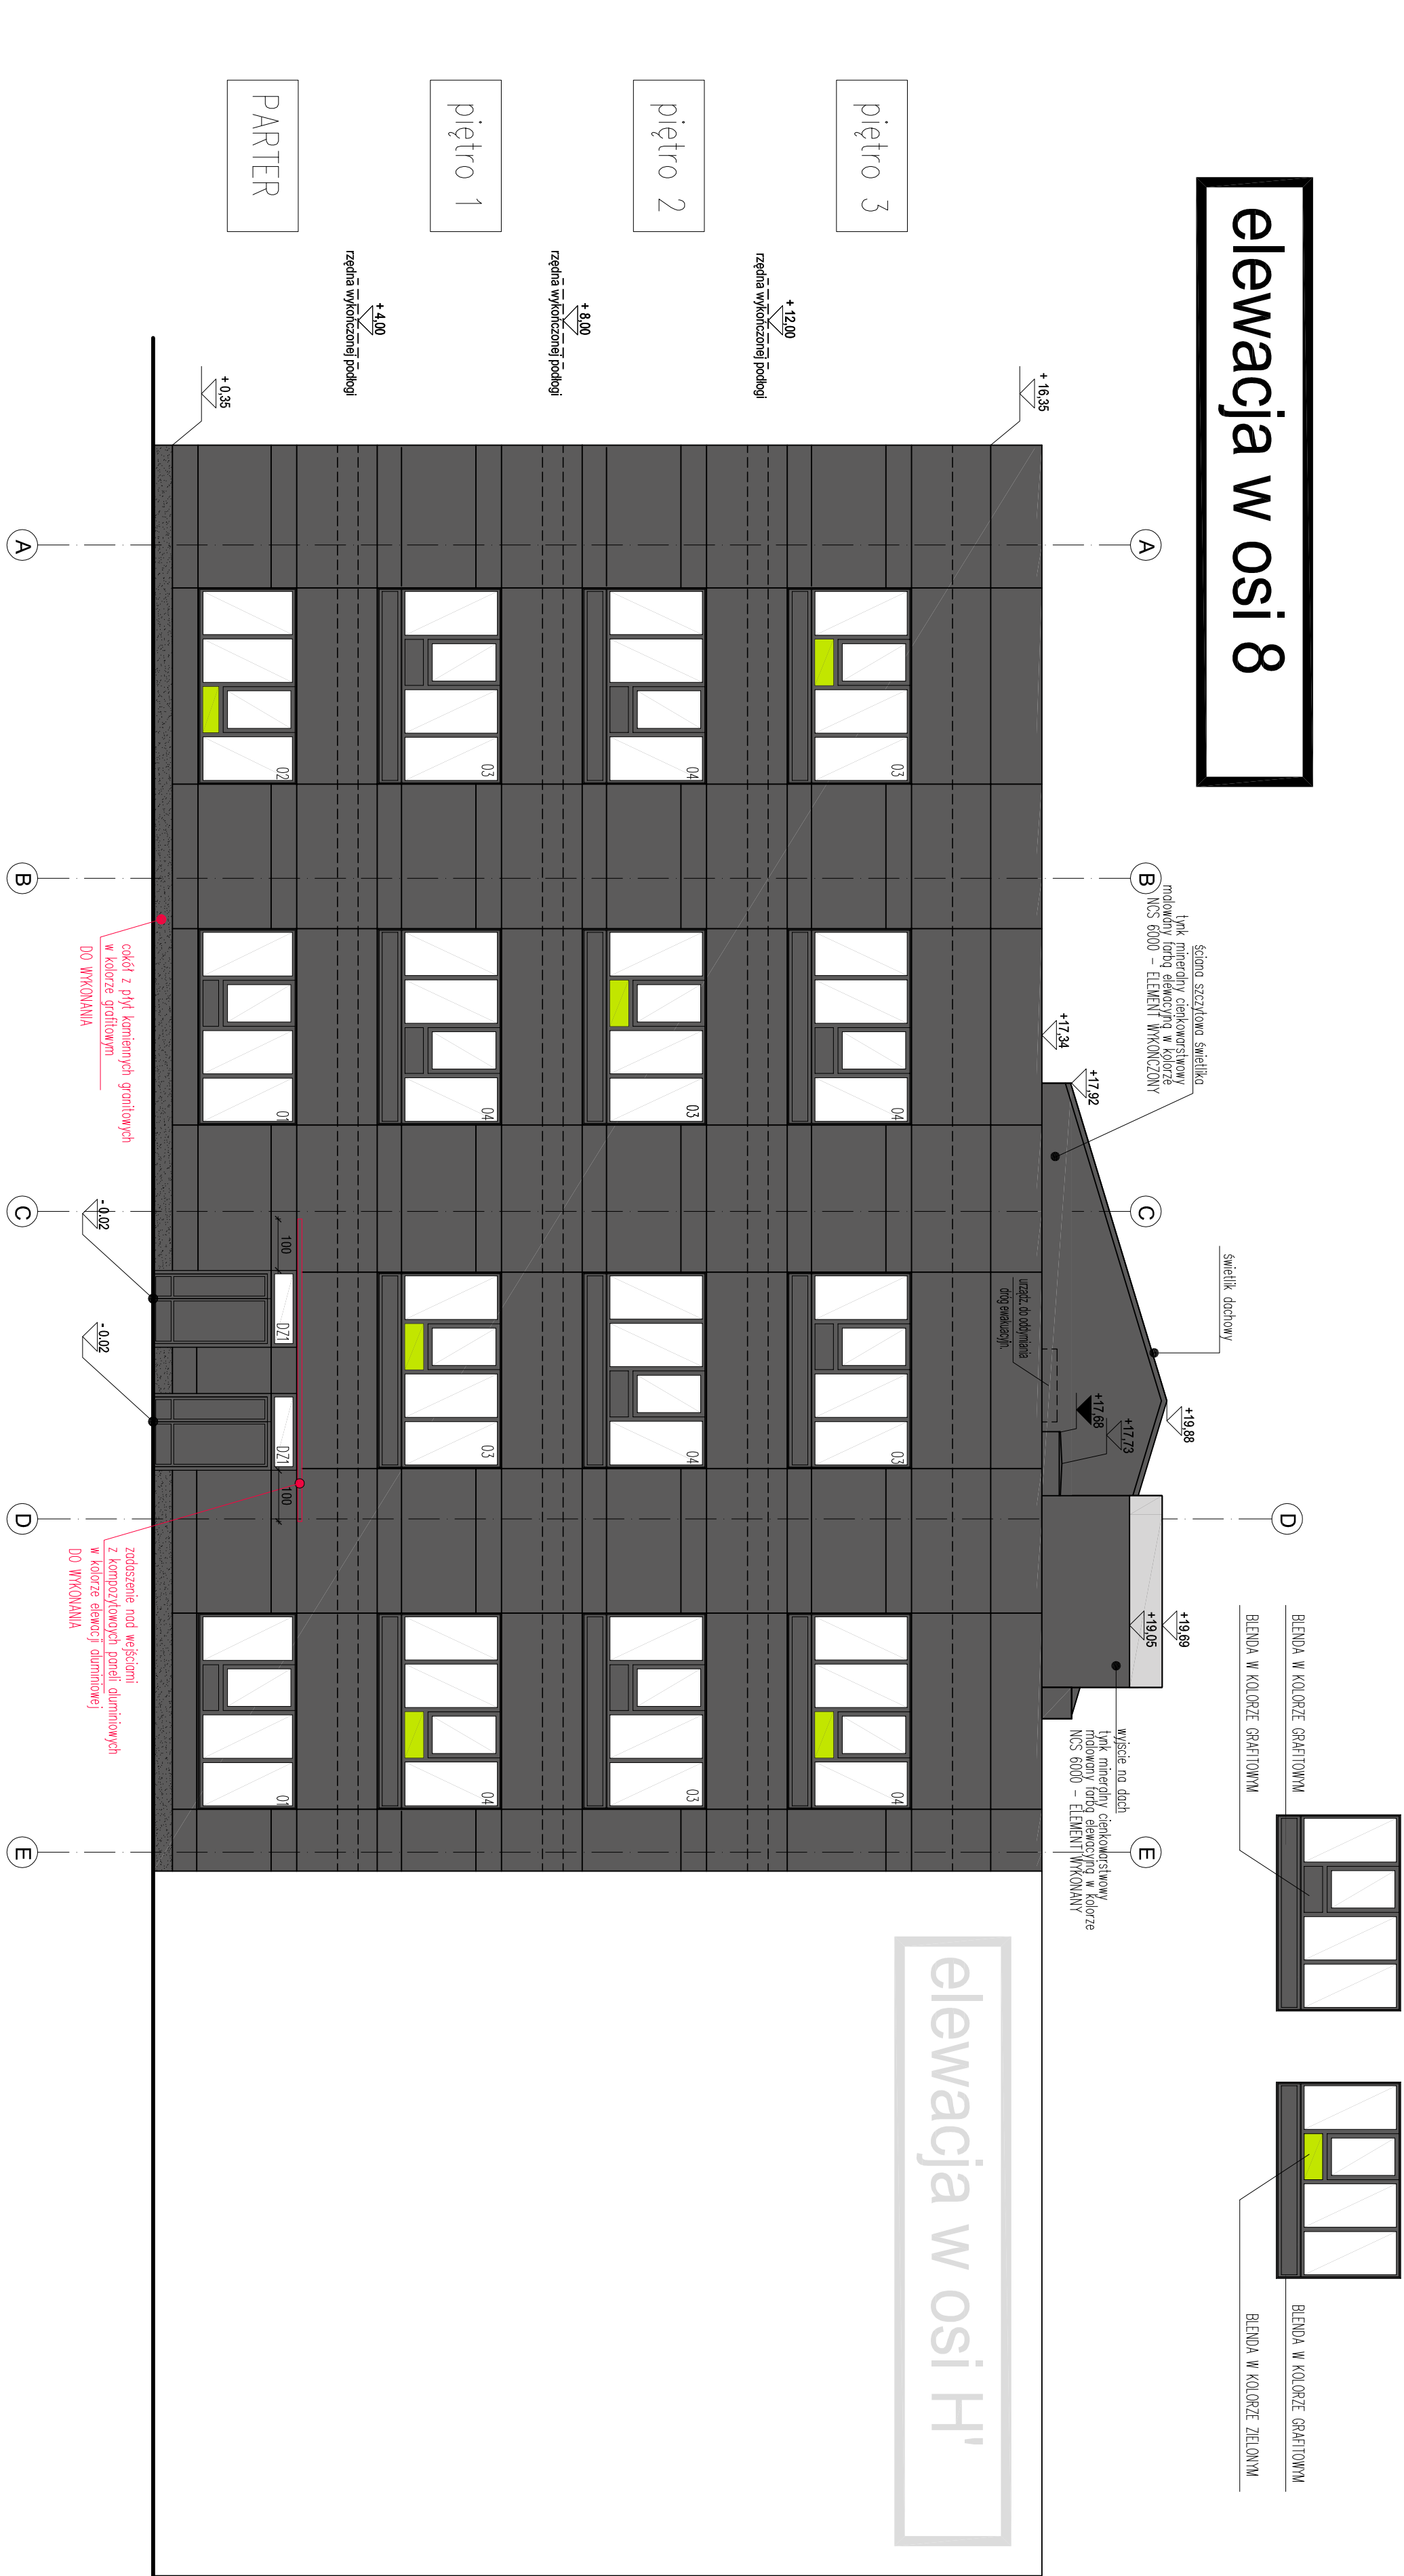 elewacja w osi 8
BLENDA W KOLORZE GRAFITOWYM
BLENDA W KOLORZE GRAFITOWYM
BLENDA W KOLORZE GRAFITOWYM
BLENDA W KOLORZE ZIELONYM
świetlik dachowy
ściana szczytowa świetlika
tynk mineralny cienkowarstwowy
malowany farbą elewacyjną w kolorze
NCS 6000 - ELEMENT WYKOŃCZONY
wyjście na dach
tynk mineralny cienkowarstwowy
malowany farbą elewacyjną w kolorze
NCS 6000 - ELEMENT WYKONANY
A
B
C
D
E
+19,88
+19,69
+19,05
+17,92
+17,34
+17,73
+17,68
urządz. do oddymiania
dróg ewakuacyjn.
+ 16,35
piętro 3
03
04
03
04
+ 12,00
rzędna wykończonej podłogi
piętro 2
04
03
04
03
+ 8,00
rzędna wykończonej podłogi
piętro 1
03
04
03
04
+ 4,00
rzędna wykończonej podłogi
PARTER
02
01
DZ1
DZ1
01
100
100
+ 0,35
- 0.02
- 0.02
cokół z płyt kamiennych granitowych
w kolorze grafitowym
DO WYKONANIA
zadaszenie nad wejściami
z kompozytowych paneli aluminiowych
w kolorze elewacji aluminiowej
DO WYKONANIA
A
B
C
D
E
elewacja w osi H'